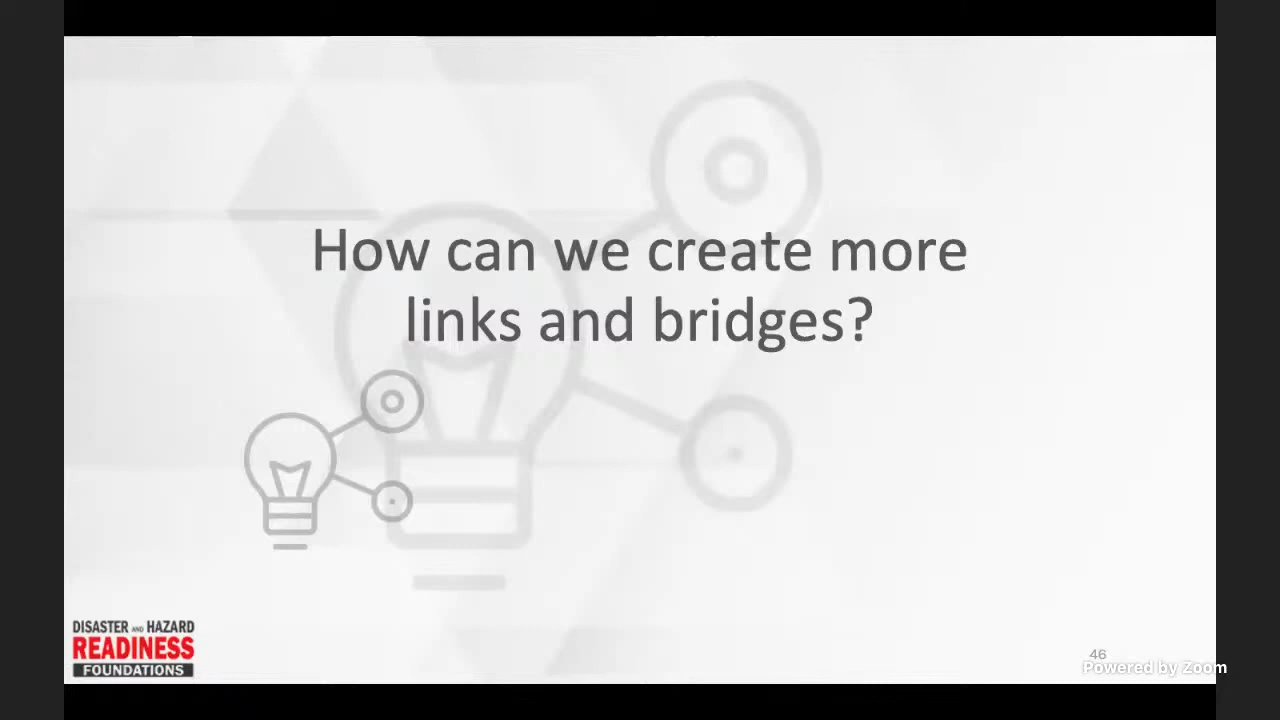 How can we create more
links and bridges?
DISASTER AND HAZARD
READINESS
FOUNDATIONS
46
Powered by Zoom